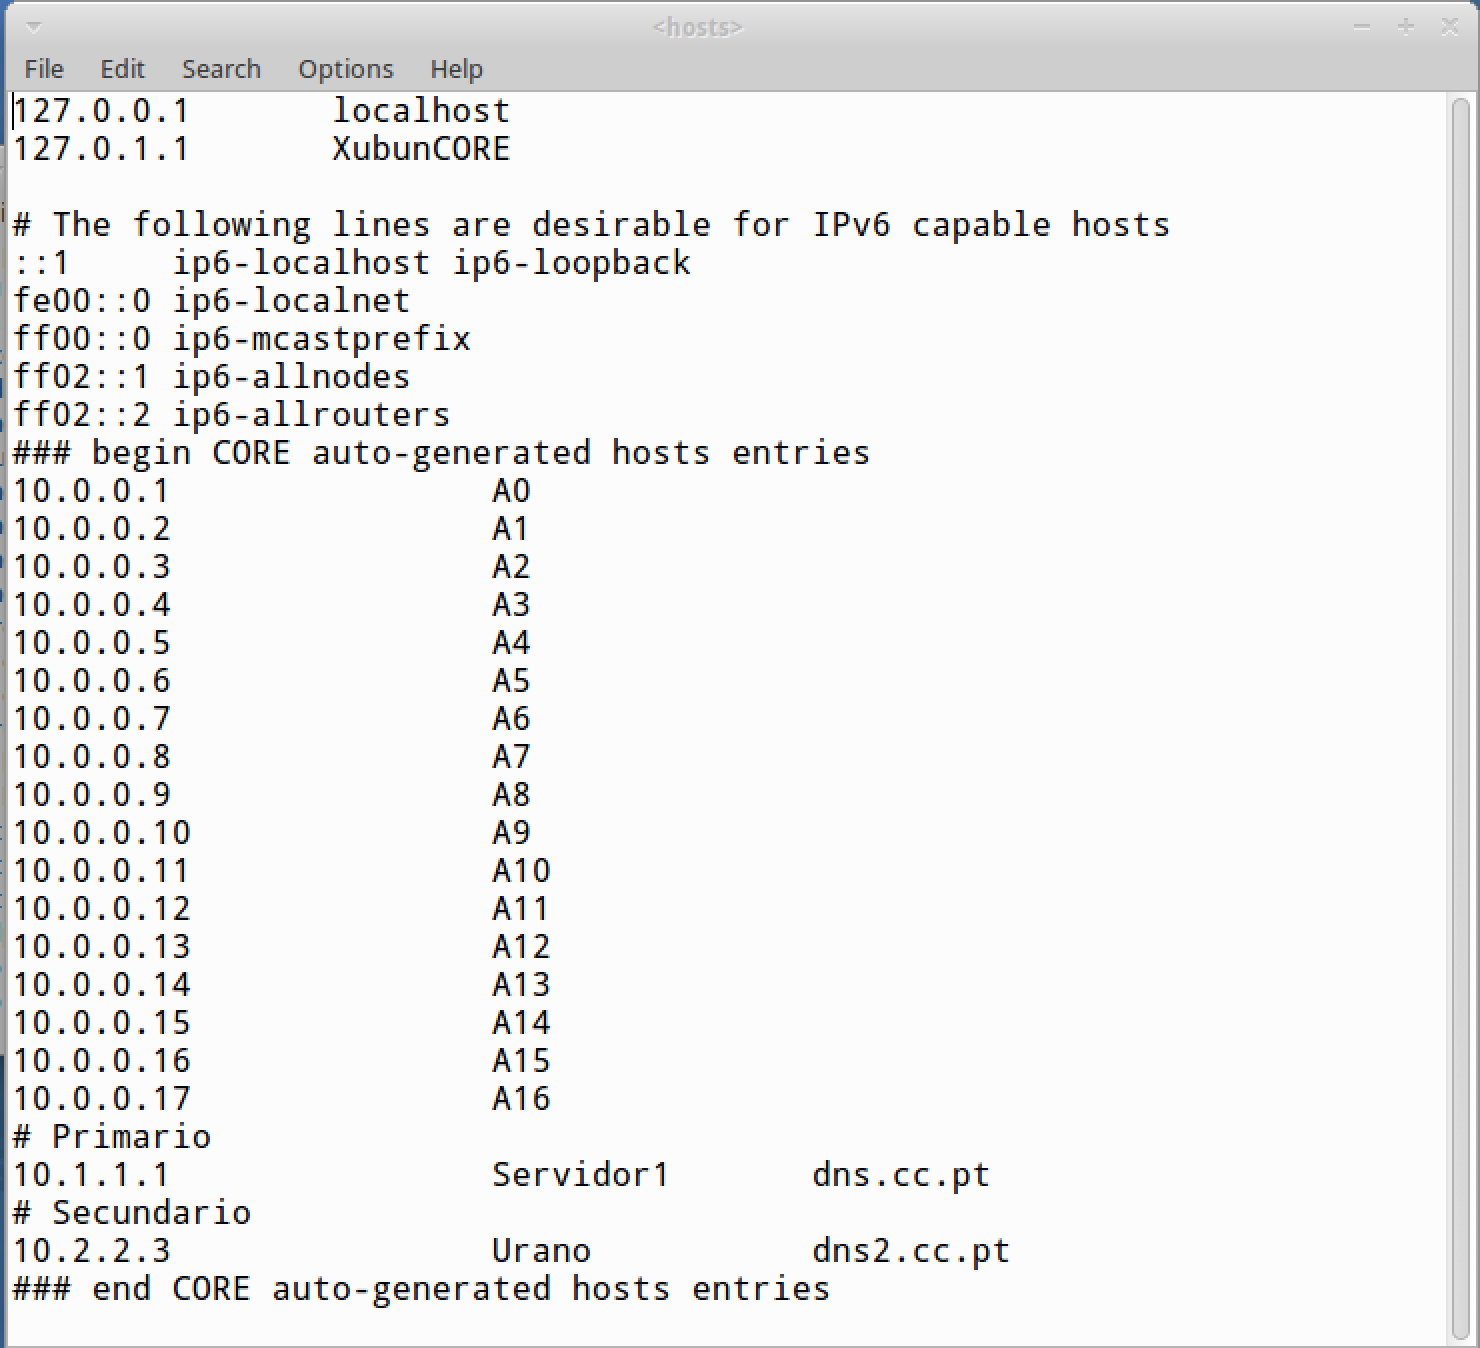 <hosts>
File Edit Search Options Help
127.0.0.1 localhost
127.0.1.1 XubunCORE
# The following lines are desirable for IPv6 capable hosts
::1 ip6-localhost ip6-loopback
fe00::0 ip6-localnet
ff00::0 ip6-mcastprefix
ff02::1 ip6-allnodes
ff02::2 ip6-allrouters
### begin CORE auto-generated hosts entries
10.0.0.1 A0
10.0.0.2 A1
10.0.0.3 A2
10.0.0.4 A3
10.0.0.5 A4
10.0.0.6 A5
10.0.0.7 A6
10.0.0.8 A7
10.0.0.9 A8
10.0.0.10 A9
10.0.0.11 A10
10.0.0.12 A11
10.0.0.13 A12
10.0.0.14 A13
10.0.0.15 A14
10.0.0.16 A15
10.0.0.17 A16
# Primario
10.1.1.1 Servidor1 dns.cc.pt
# Secundario
10.2.2.3 Urano dns2.cc.pt
### end CORE auto-generated hosts entries